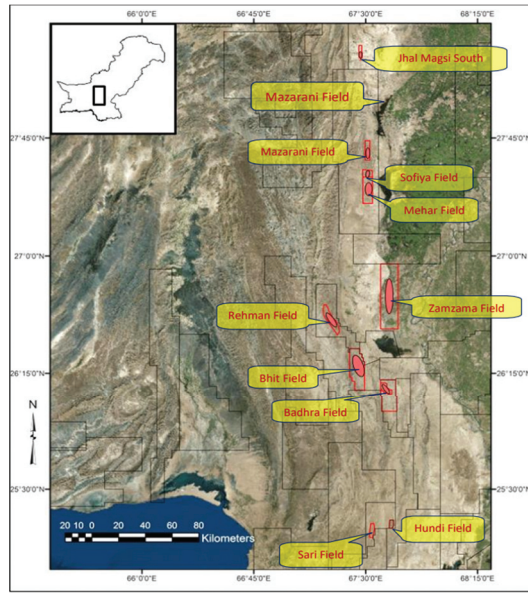 66°0'0"E
66°45'0"E
67°30'0"E
68°15'0"E
Jhal Magsi South
Mazarani Field
27°45'0"N
27°45'0"N
Mazarani Field
Sofiya Field
Mehar Field
27°0'0"N
27°0'0"N
Zamzama Field
Rehman Field
26°15'0"N
26°15'0"N
Bhit Field
Badhra Field
N
25°30'0"N
25°30'0"N
20 10 0 20 40 60 80
Kilometers
Hundi Field
Sari Field
66°0'0"E
66°45'0"E
67°30'0"E
68°15'0"E